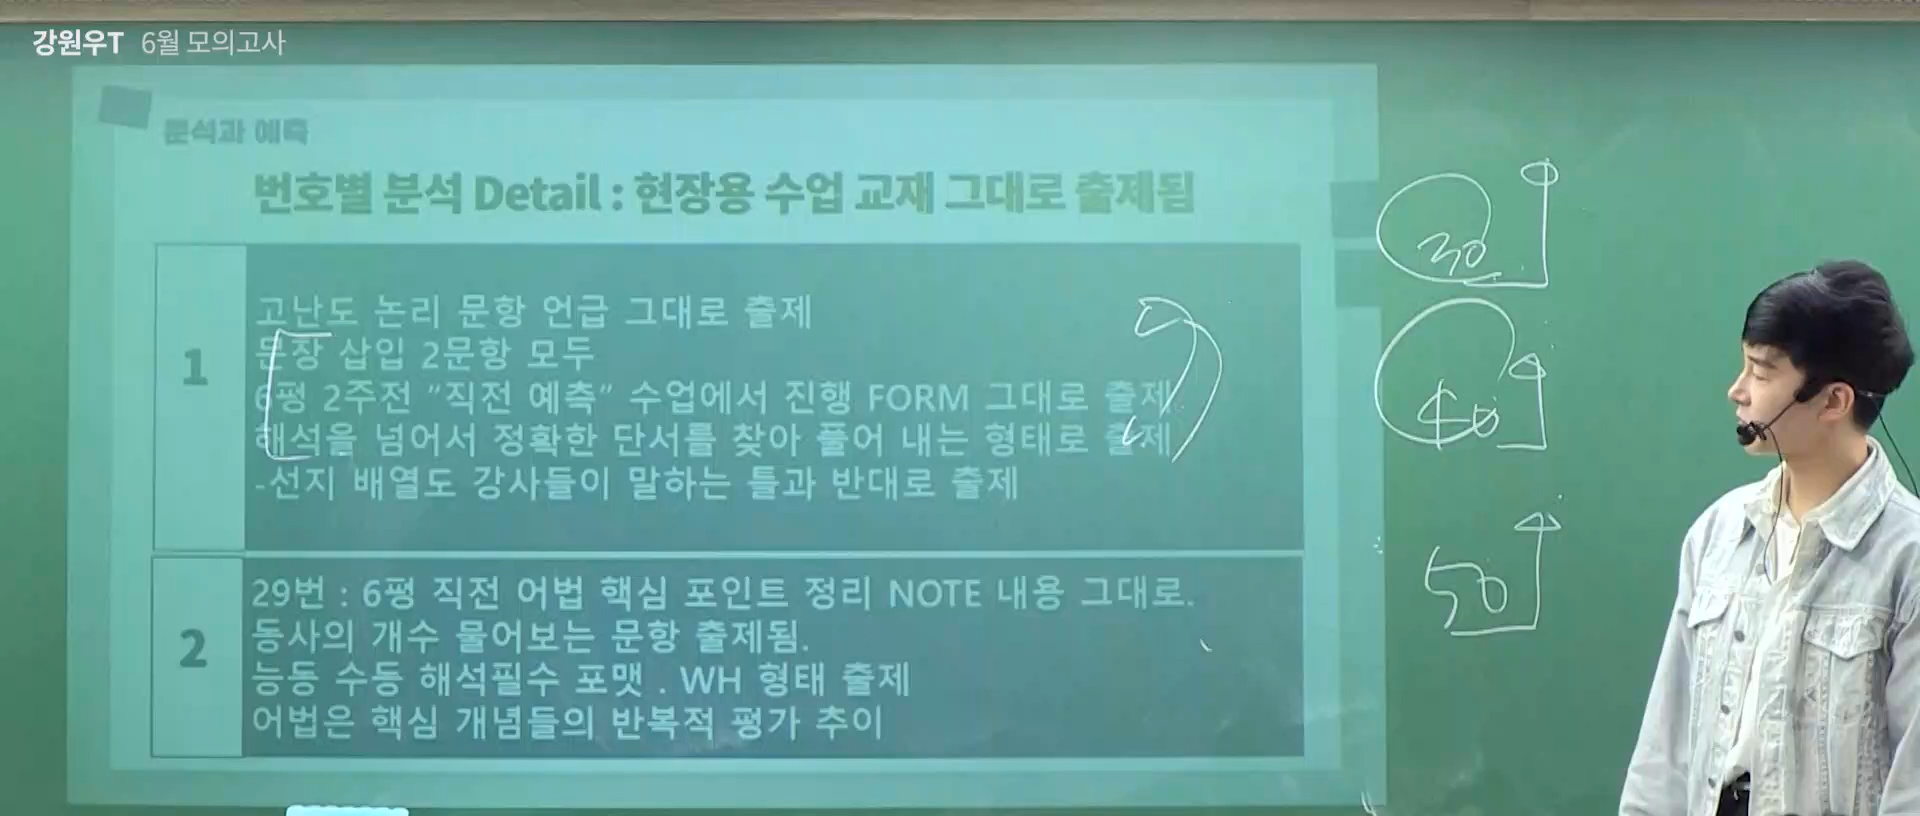 강원우T 6월 모의고사
분석과 예측
번호별 분석 Detail : 현장용 수업 교재 그대로 출제됨
1
고난도 논리 문항 언급 그대로 출제
문장 삽입 2문항 모두
6평 2주전 "직전 예측" 수업에서 진행 FORM 그대로 출제.
해석을 넘어서 정확한 단서를 찾아 풀어 내는 형태로 출제
-선지 배열도 강사들이 말하는 틀과 반대로 출제
2
29번 : 6평 직전 어법 핵심 포인트 정리 NOTE 내용 그대로.
동사의 개수 물어보는 문항 출제됨.
능동 수동 해석필수 포맷 . WH 형태 출제
어법은 핵심 개념들의 반복적 평가 추이
30
40
50